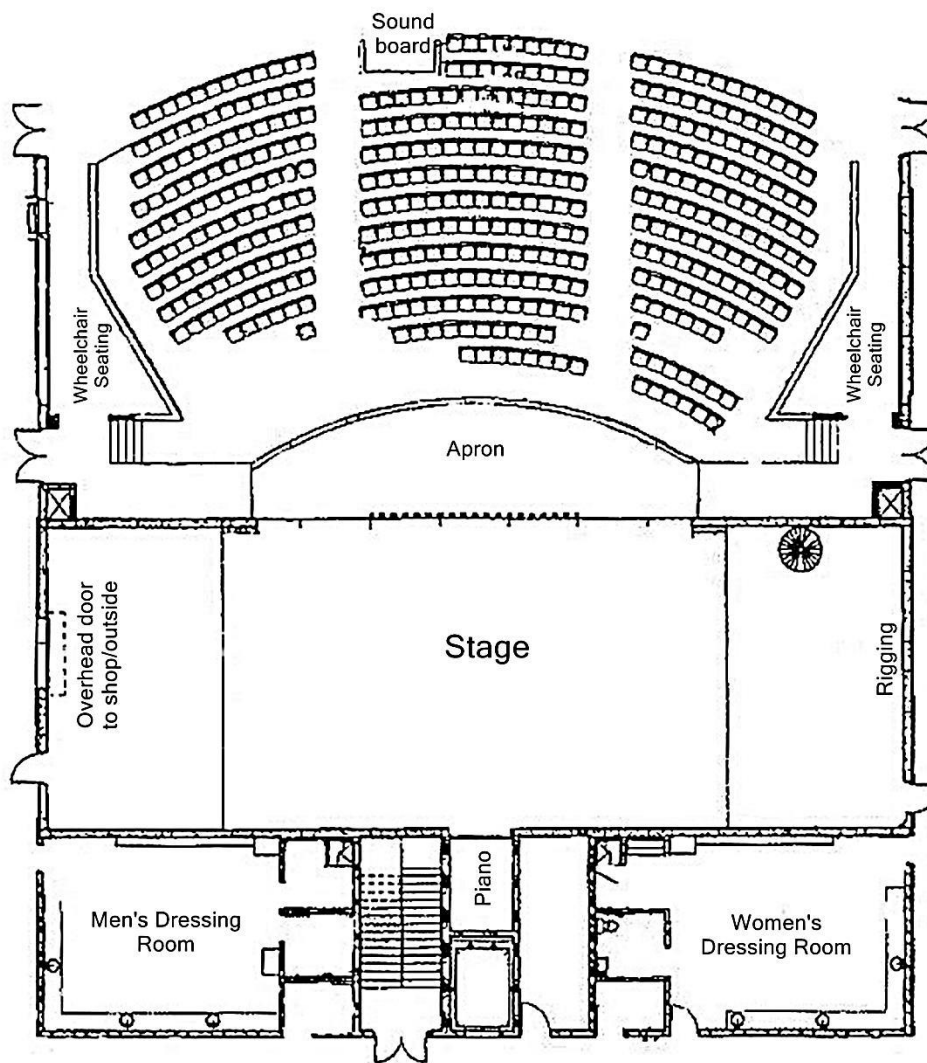 Sound
board
Wheelchair
Seating
Wheelchair
Seating
Apron
Overhead door
to shop/outside
Stage
Rigging
Men's Dressing
Room
Piano
Women's
Dressing Room